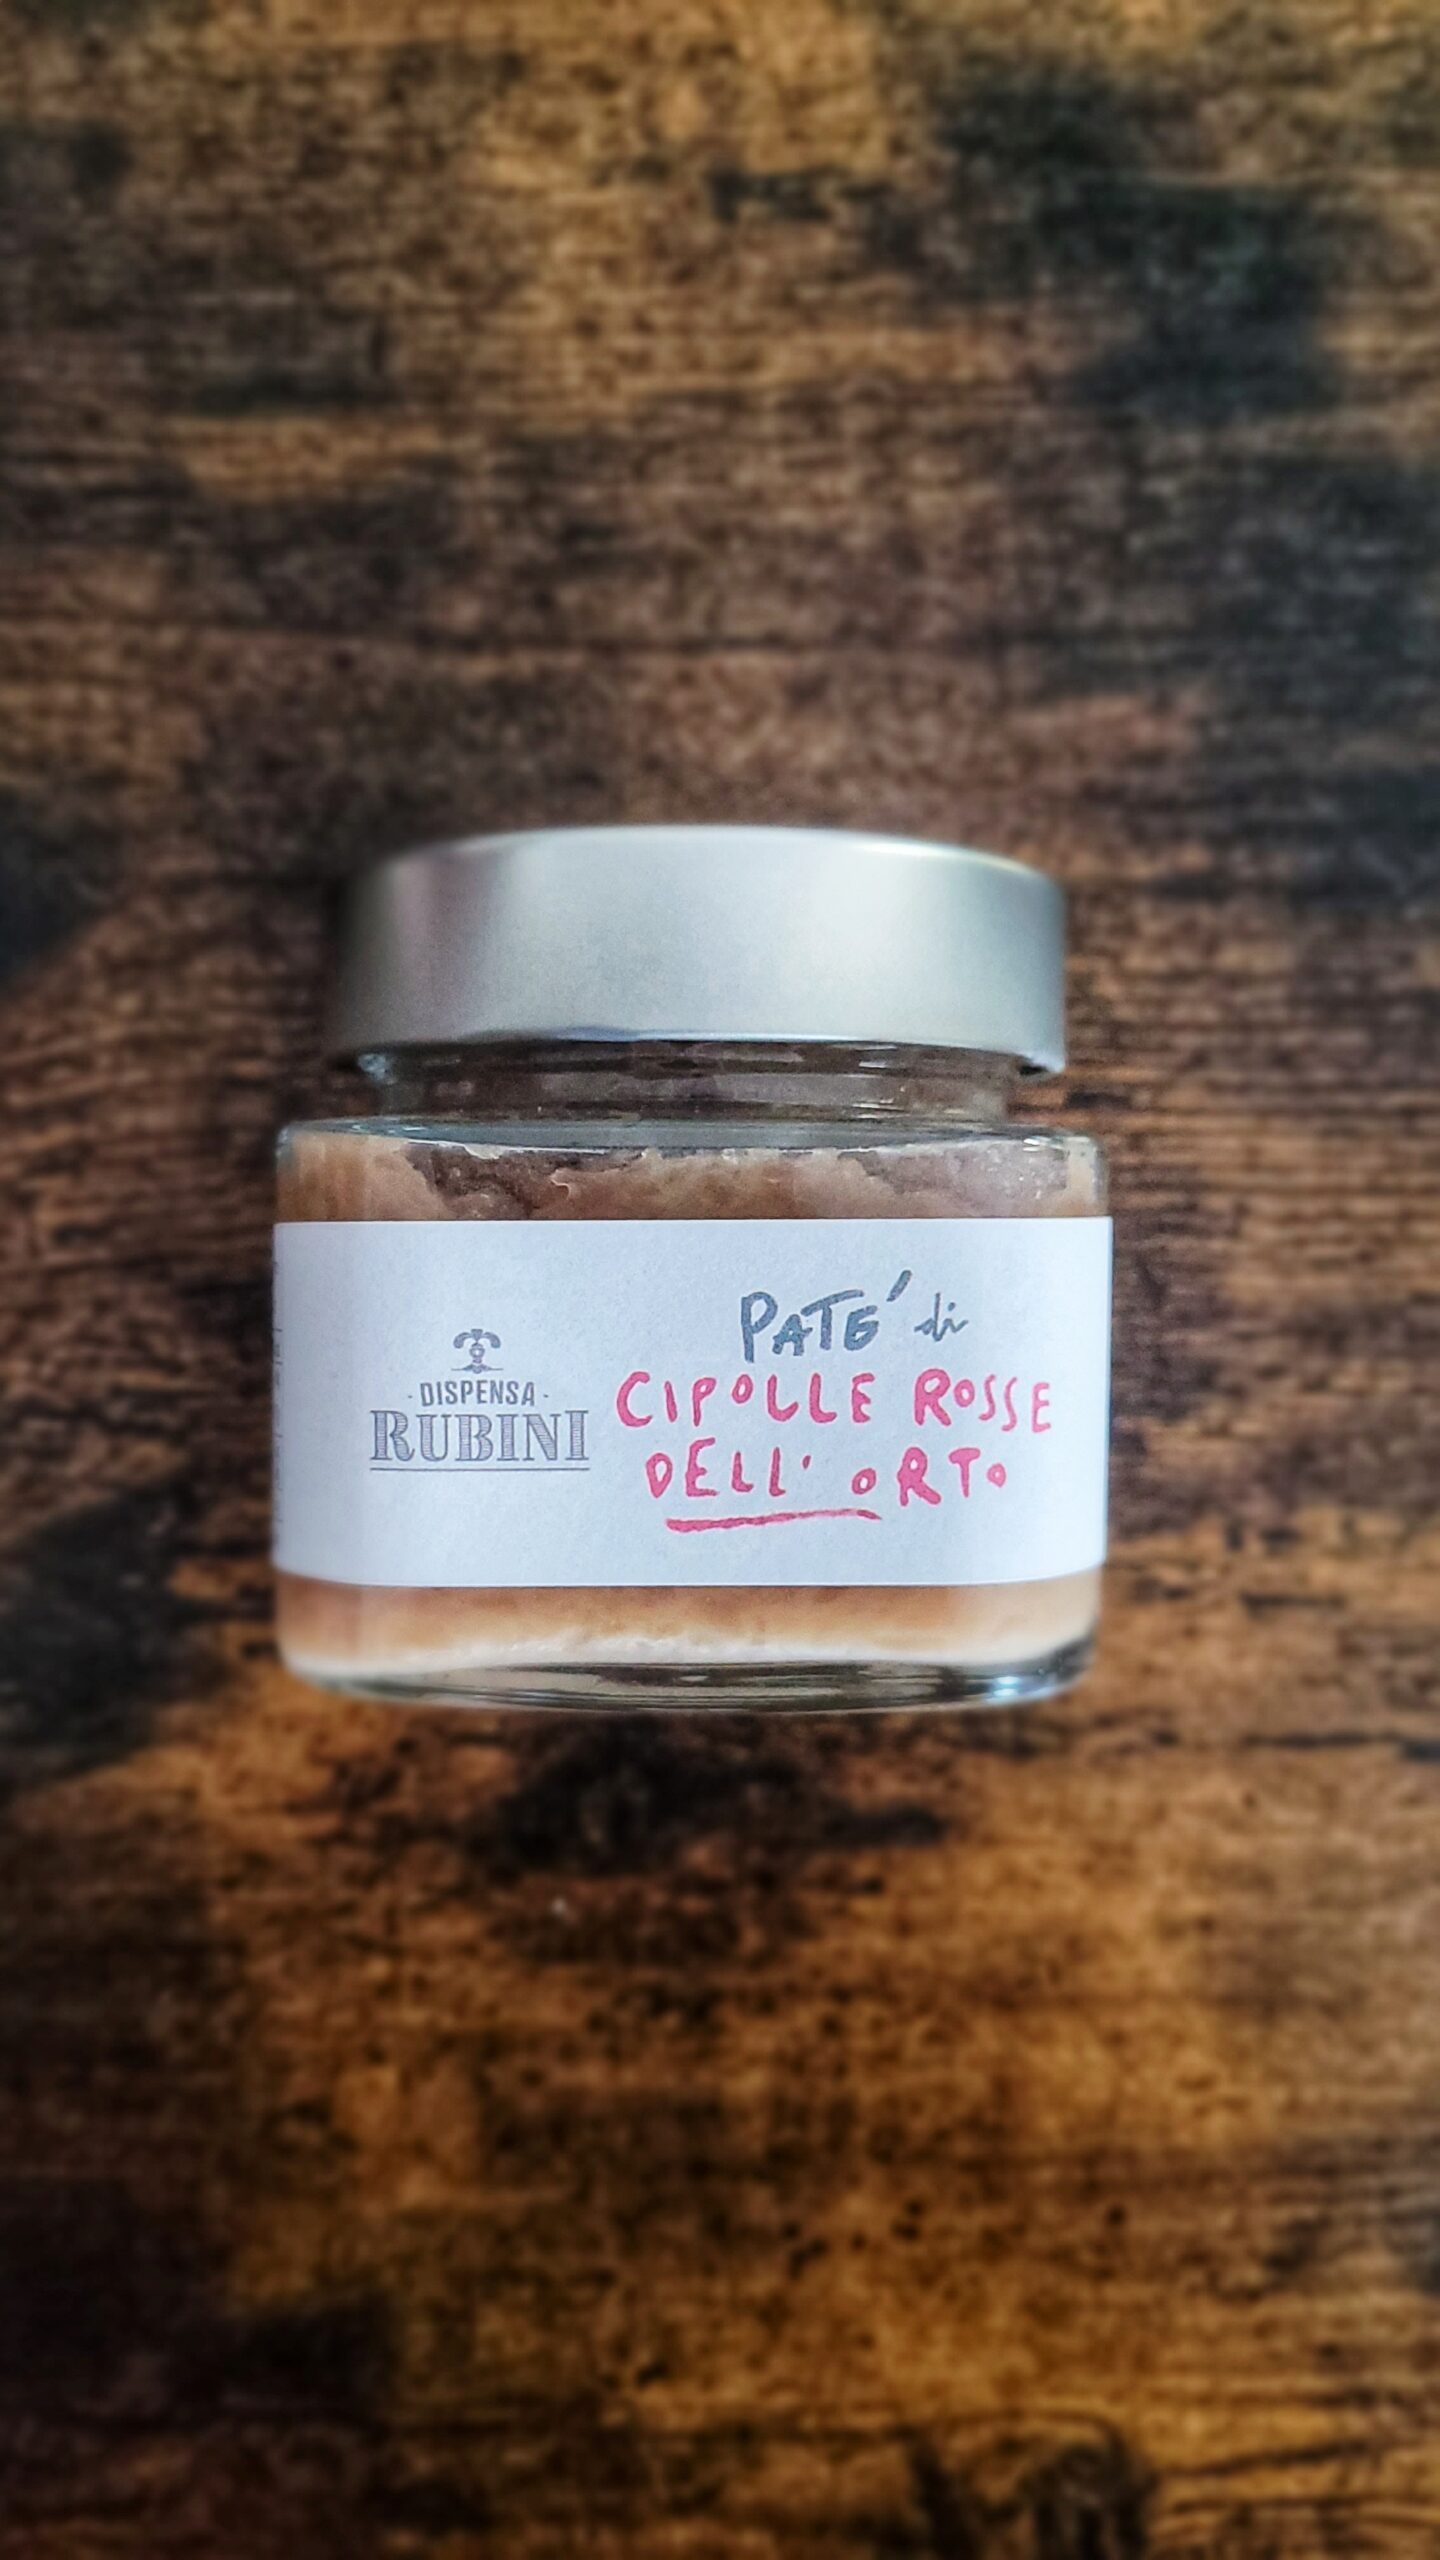 - DISPENSA -
RUBINI
PATE' di
CIPOLLE ROSSE
DELL' ORTO